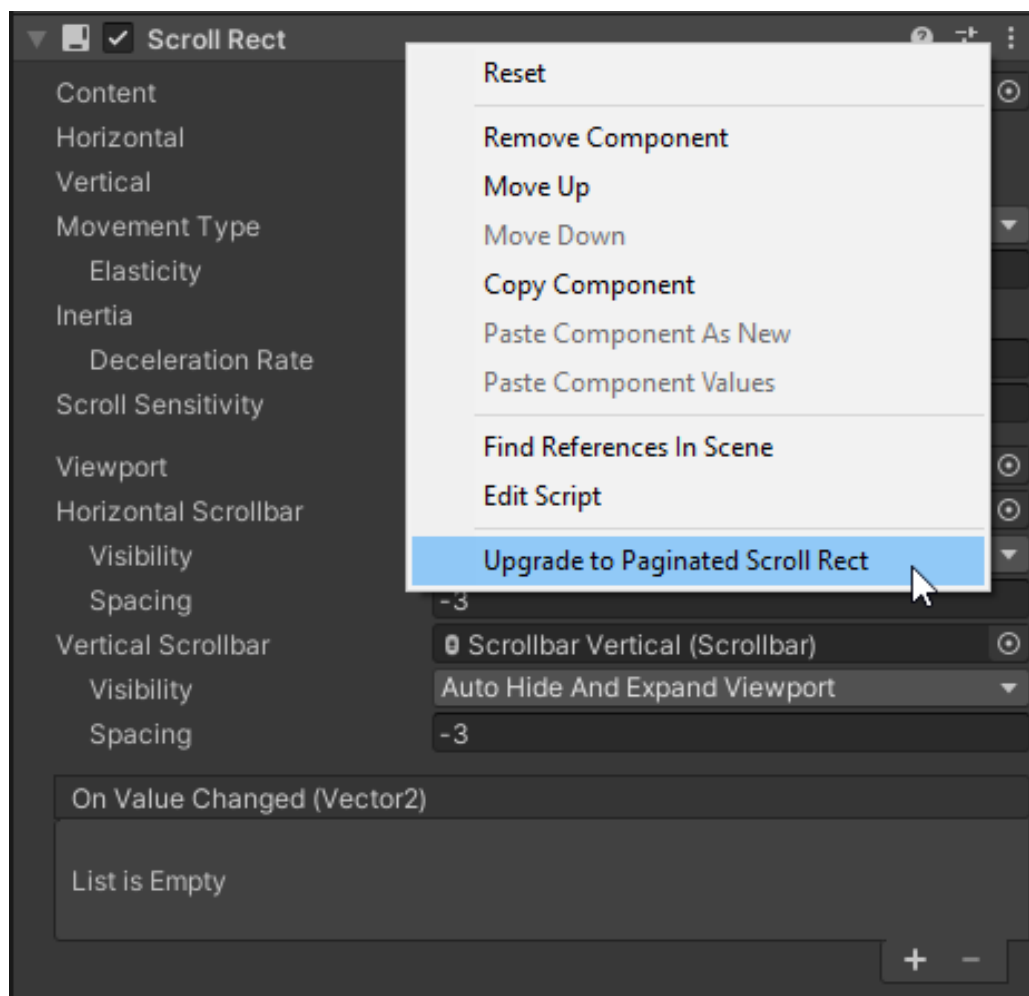 Scroll Rect
Content
Horizontal
Vertical
Movement Type
Elasticity
Inertia
Deceleration Rate
Scroll Sensitivity
Viewport
Horizontal Scrollbar
Visibility
Spacing
-3
Vertical Scrollbar
Scrollbar Vertical (Scrollbar)
Visibility
Auto Hide And Expand Viewport
Spacing
-3
On Value Changed (Vector2)
List is Empty
+ -
Reset
Remove Component
Move Up
Move Down
Copy Component
Paste Component As New
Paste Component Values
Find References In Scene
Edit Script
Upgrade to Paginated Scroll Rect